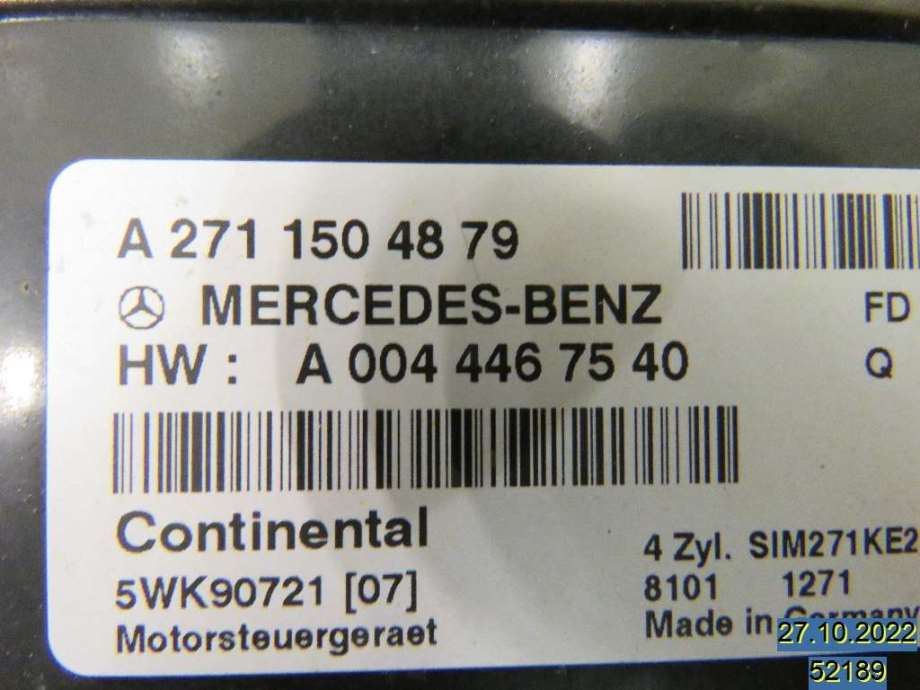 A 271 150 48 79
MERCEDES-BENZ
FD
HW : A 004 446 75 40
Q
Continental
4 Zyl. SIM271KE2
5WK90721 [07]
8101 1271
Motorsteuergeraet
Made in Germany
27.10.2022
52189